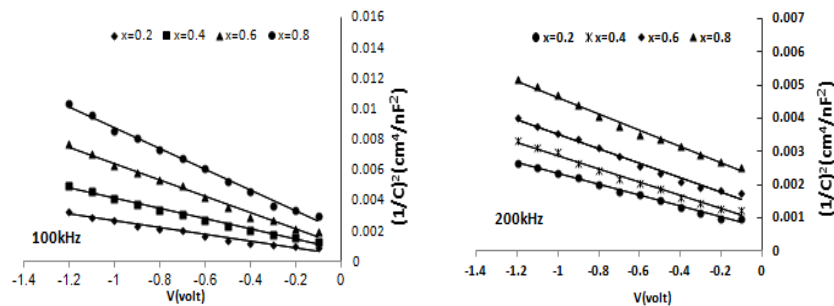 x=0.2 x=0.4 x=0.6 x=0.8
0.016
0.014
0.012
0.01
0.008
0.006
0.004
0.002
0
(1/C)²(cm⁴/nF²)
100kHz
-1.4 -1.2 -1 -0.8 -0.6 -0.4 -0.2 0
V(volt)
x=0.2 x=0.4 x=0.6 x=0.8
0.007
0.006
0.005
0.004
0.003
0.002
0.001
0
(1/C)²(cm⁴/nF²)
200kHz
-1.4 -1.2 -1 -0.8 -0.6 -0.4 -0.2 0
V(volt)